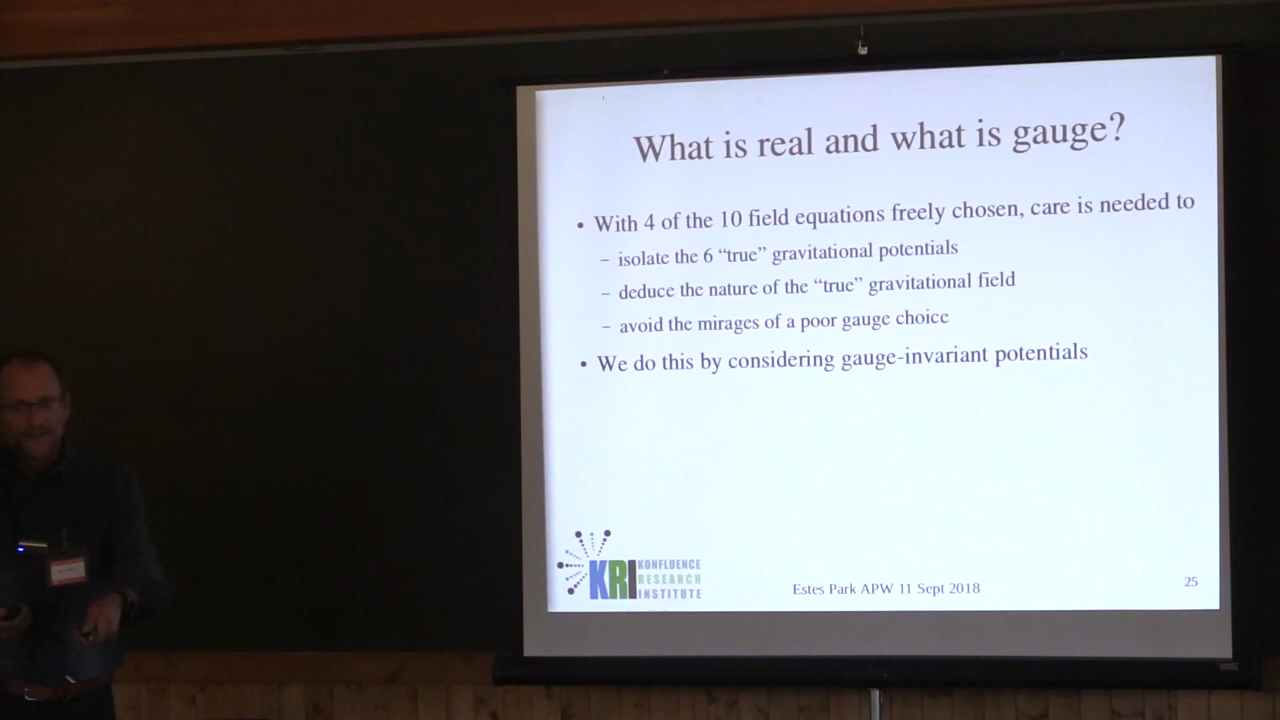 What is real and what is gauge?
• With 4 of the 10 field equations freely chosen, care is needed to
– isolate the 6 “true” gravitational potentials
– deduce the nature of the “true” gravitational field
– avoid the mirages of a poor gauge choice
• We do this by considering gauge-invariant potentials
KRI KONFLUENCE
RESEARCH
INSTITUTE
Estes Park APW 11 Sept 2018
25